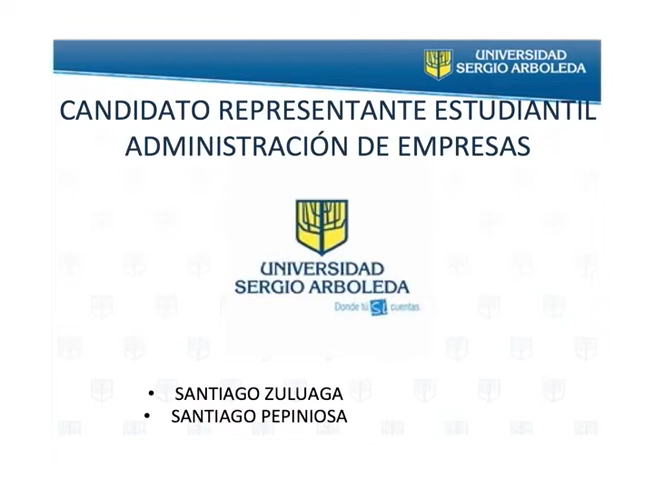 UNIVERSIDAD
SERGIO ARBOLEDA
CANDIDATO REPRESENTANTE ESTUDIANTIL
ADMINISTRACIÓN DE EMPRESAS
UNIVERSIDAD
SERGIO ARBOLEDA
Donde tú SÍ cuentas.
• SANTIAGO ZULUAGA
• SANTIAGO PEPINIOSA